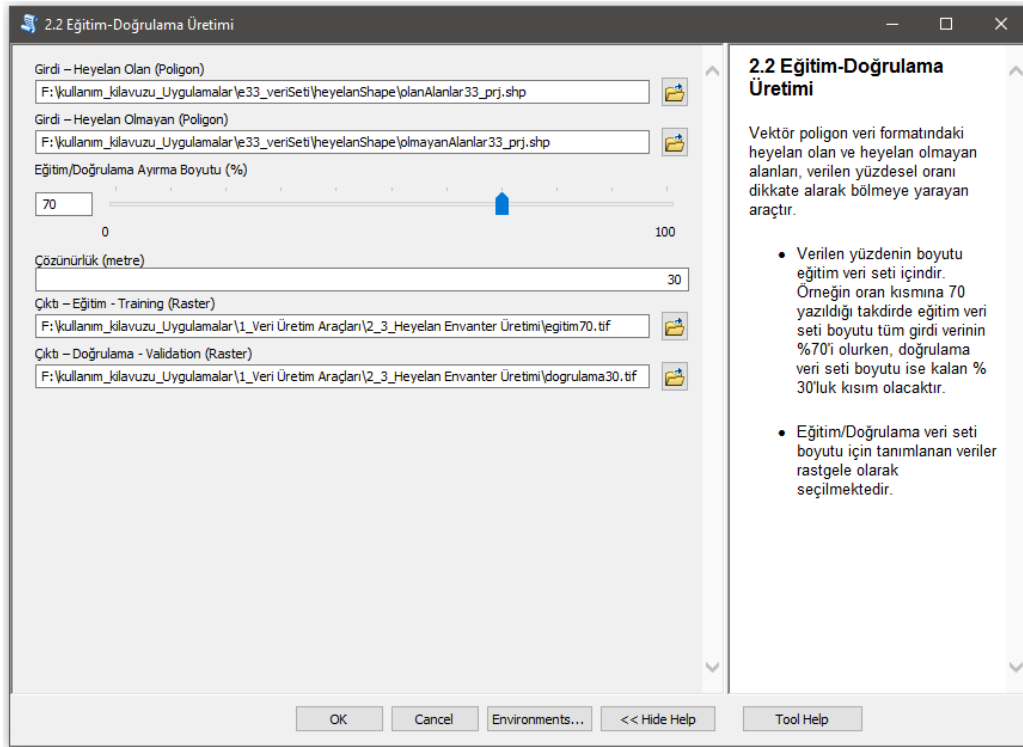 2.2 Eğitim-Doğrulama Üretimi
Girdi – Heyelan Olan (Poligon)
F:\kullanım_kilavuzu_Uygulamalar\e33_veriSeti\heyelanShape\olanAlanlar33_prj.shp
Girdi – Heyelan Olmayan (Poligon)
F:\kullanım_kilavuzu_Uygulamalar\e33_veriSeti\heyelanShape\olmayanAlanlar33_prj.shp
Eğitim/Doğrulama Ayırma Boyutu (%)
70
0 100
Çözünürlük (metre)
30
Çıktı – Eğitim - Training (Raster)
F:\kullanım_kilavuzu_Uygulamalar\1_Veri Üretim Araçları\2_3_Heyelan Envanter Üretimi\egitim70.tif
Çıktı – Doğrulama - Validation (Raster)
F:\kullanım_kilavuzu_Uygulamalar\1_Veri Üretim Araçları\2_3_Heyelan Envanter Üretimi\dogrulama30.tif
2.2 Eğitim-Doğrulama
Üretimi
Vektör poligon veri formatındaki
heyelan olan ve heyelan olmayan
alanları, verilen yüzdesel oranı
dikkate alarak bölmeye yarayan
araçtır.
• Verilen yüzdenin boyutu
eğitim veri seti içindir.
Örneğin oran kısmına 70
yazıldığı takdirde eğitim veri
seti boyutu tüm girdi verinin
%70'i olurken, doğrulama
veri seti boyutu ise kalan %
30'luk kısım olacaktır.
• Eğitim/Doğrulama veri seti
boyutu için tanımlanan veriler
rastgele olarak
seçilmektedir.
OK Cancel Environments... << Hide Help Tool Help